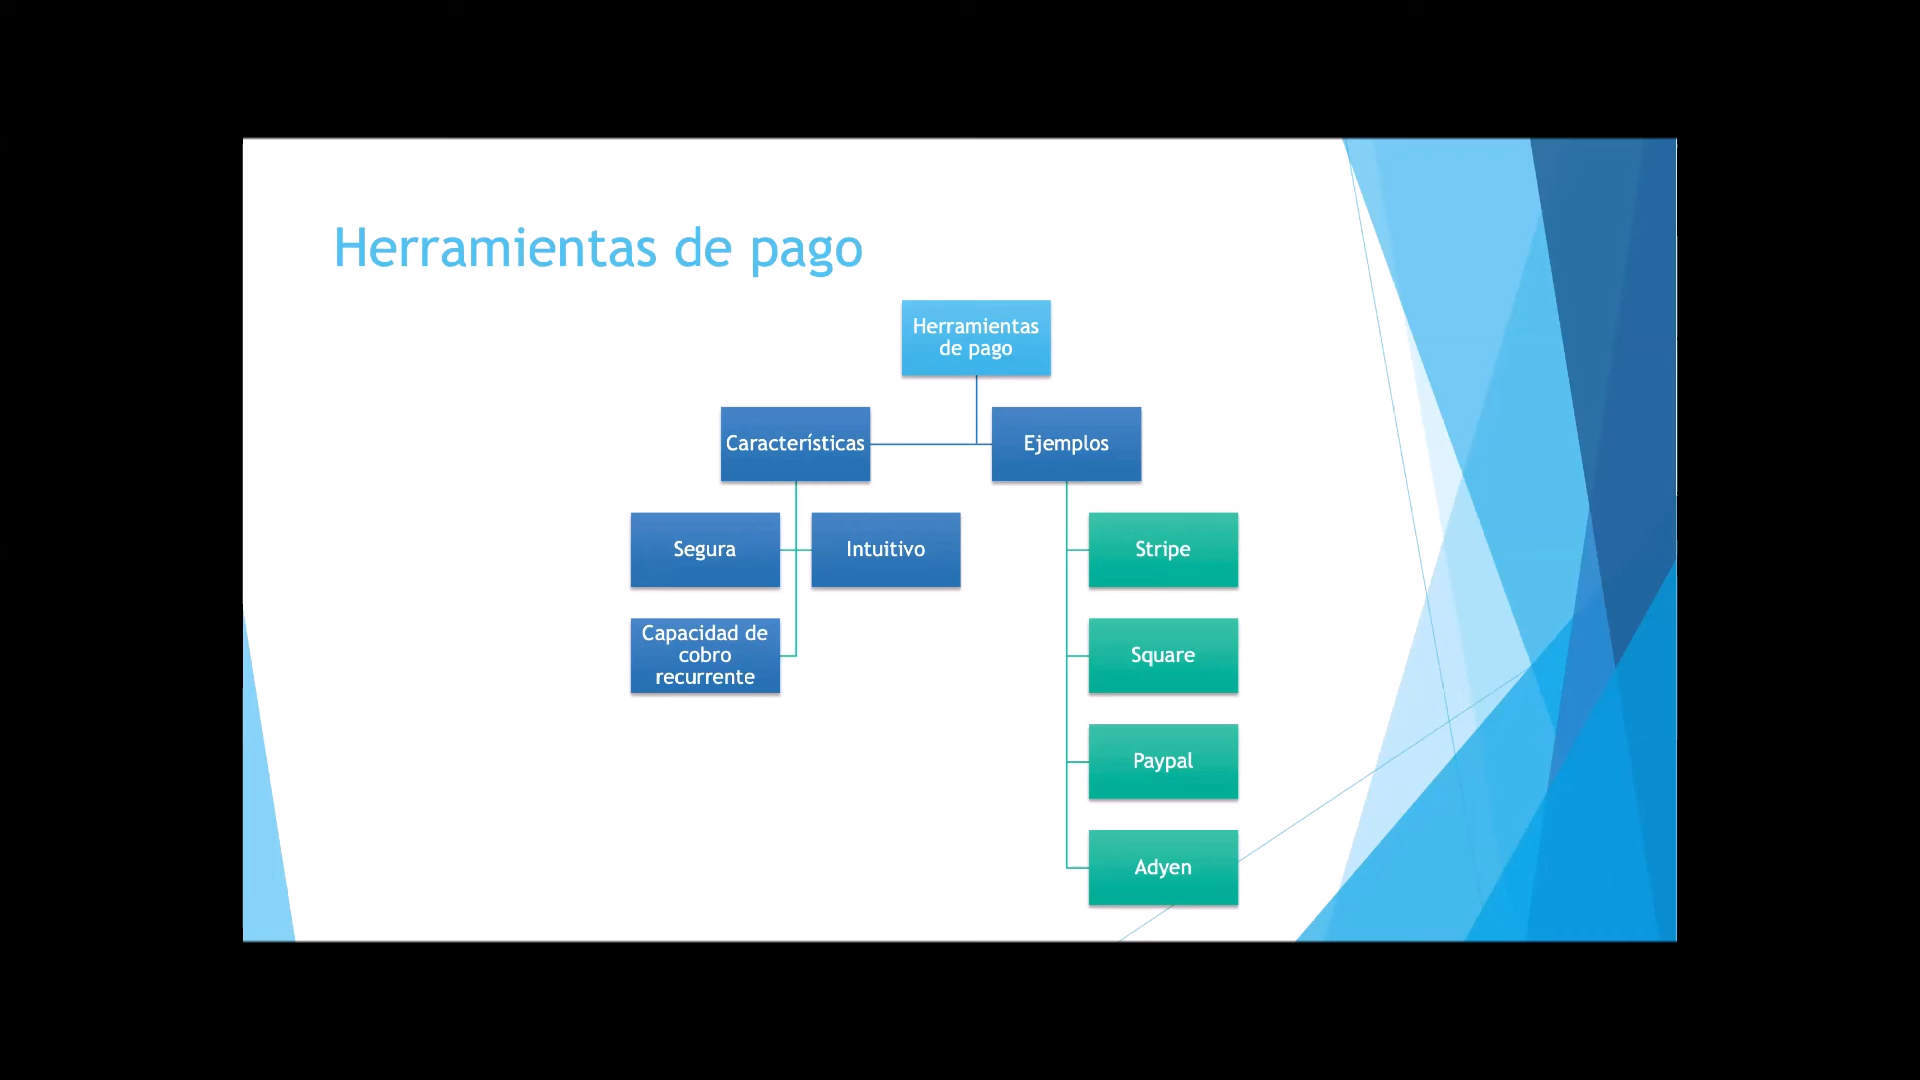 Herramientas de pago
Herramientas
de pago
Características
Ejemplos
Segura
Intuitivo
Stripe
Capacidad de
cobro
recurrente
Square
Paypal
Adyen